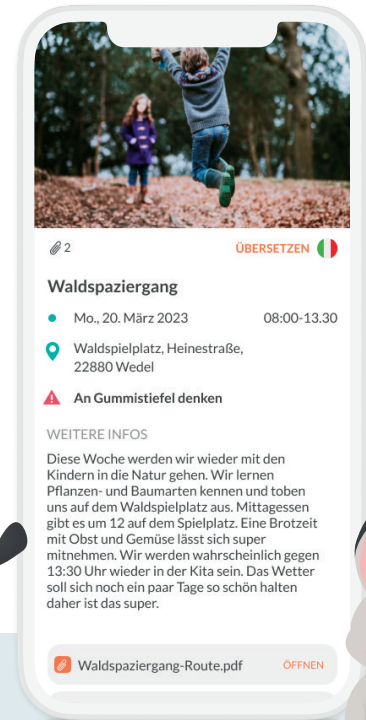 2
ÜBERSETZEN
Waldspaziergang
Mo., 20. März 2023 08:00-13.30
Waldspielplatz, Heinestraße,
22880 Wedel
An Gummistiefel denken
WEITERE INFOS
Diese Woche werden wir wieder mit den
Kindern in die Natur gehen. Wir lernen
Pflanzen- und Baumarten kennen und toben
uns auf dem Waldspielplatz aus. Mittagessen
gibt es um 12 auf dem Spielplatz. Eine Brotzeit
mit Obst und Gemüse lässt sich super
mitnehmen. Wir werden wahrscheinlich gegen
13:30 Uhr wieder in der Kita sein. Das Wetter
soll sich noch ein paar Tage so schön halten
daher ist das super.
Waldspaziergang-Route.pdf ÖFFNEN